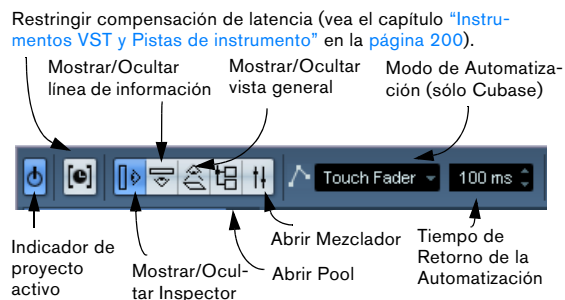 Restringir compensación de latencia (vea el capítulo “Instru-
mentos VST y Pistas de instrumento” en la página 200).
Mostrar/Ocultar
línea de información
Mostrar/Ocultar
vista general
Modo de Automatiza-
ción (sólo Cubase)
Touch Fader
100 ms
Indicador de
proyecto
activo
Mostrar/Ocul-
tar Inspector
Abrir Pool
Abrir Mezclador
Tiempo de
Retorno de la
Automatización